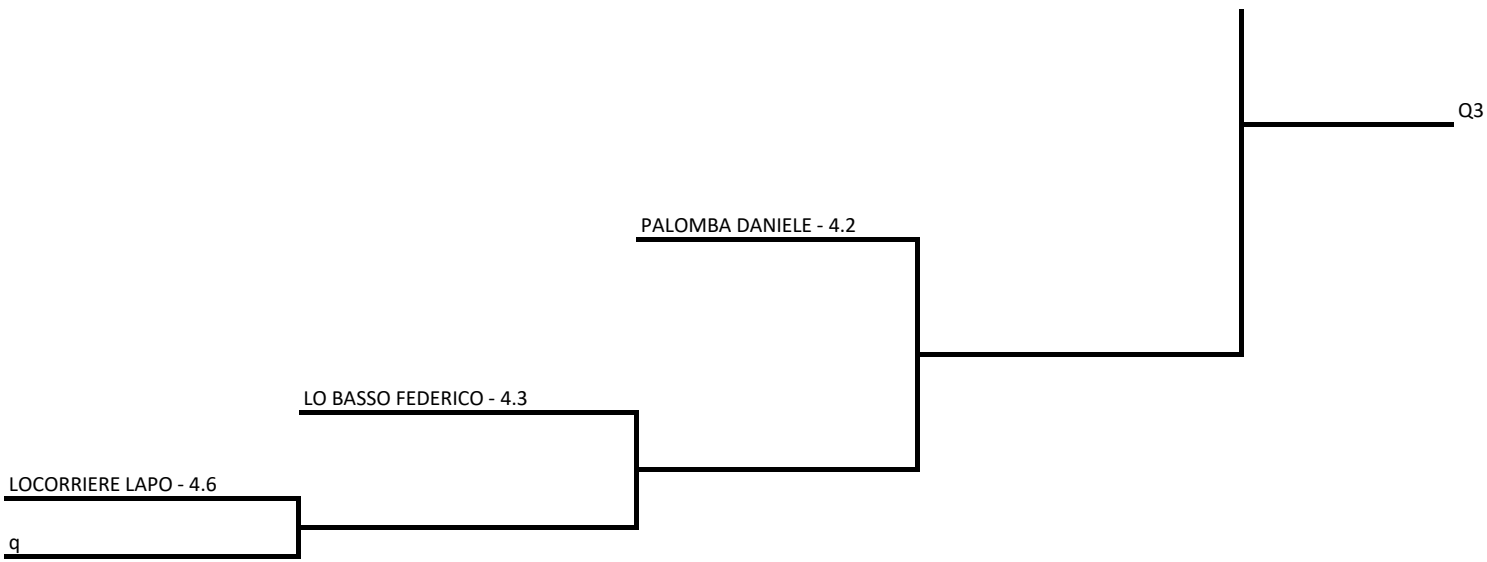 Q3
PALOMBA DANIELE - 4.2
LO BASSO FEDERICO - 4.3
LOCORRIERE LAPO - 4.6
q